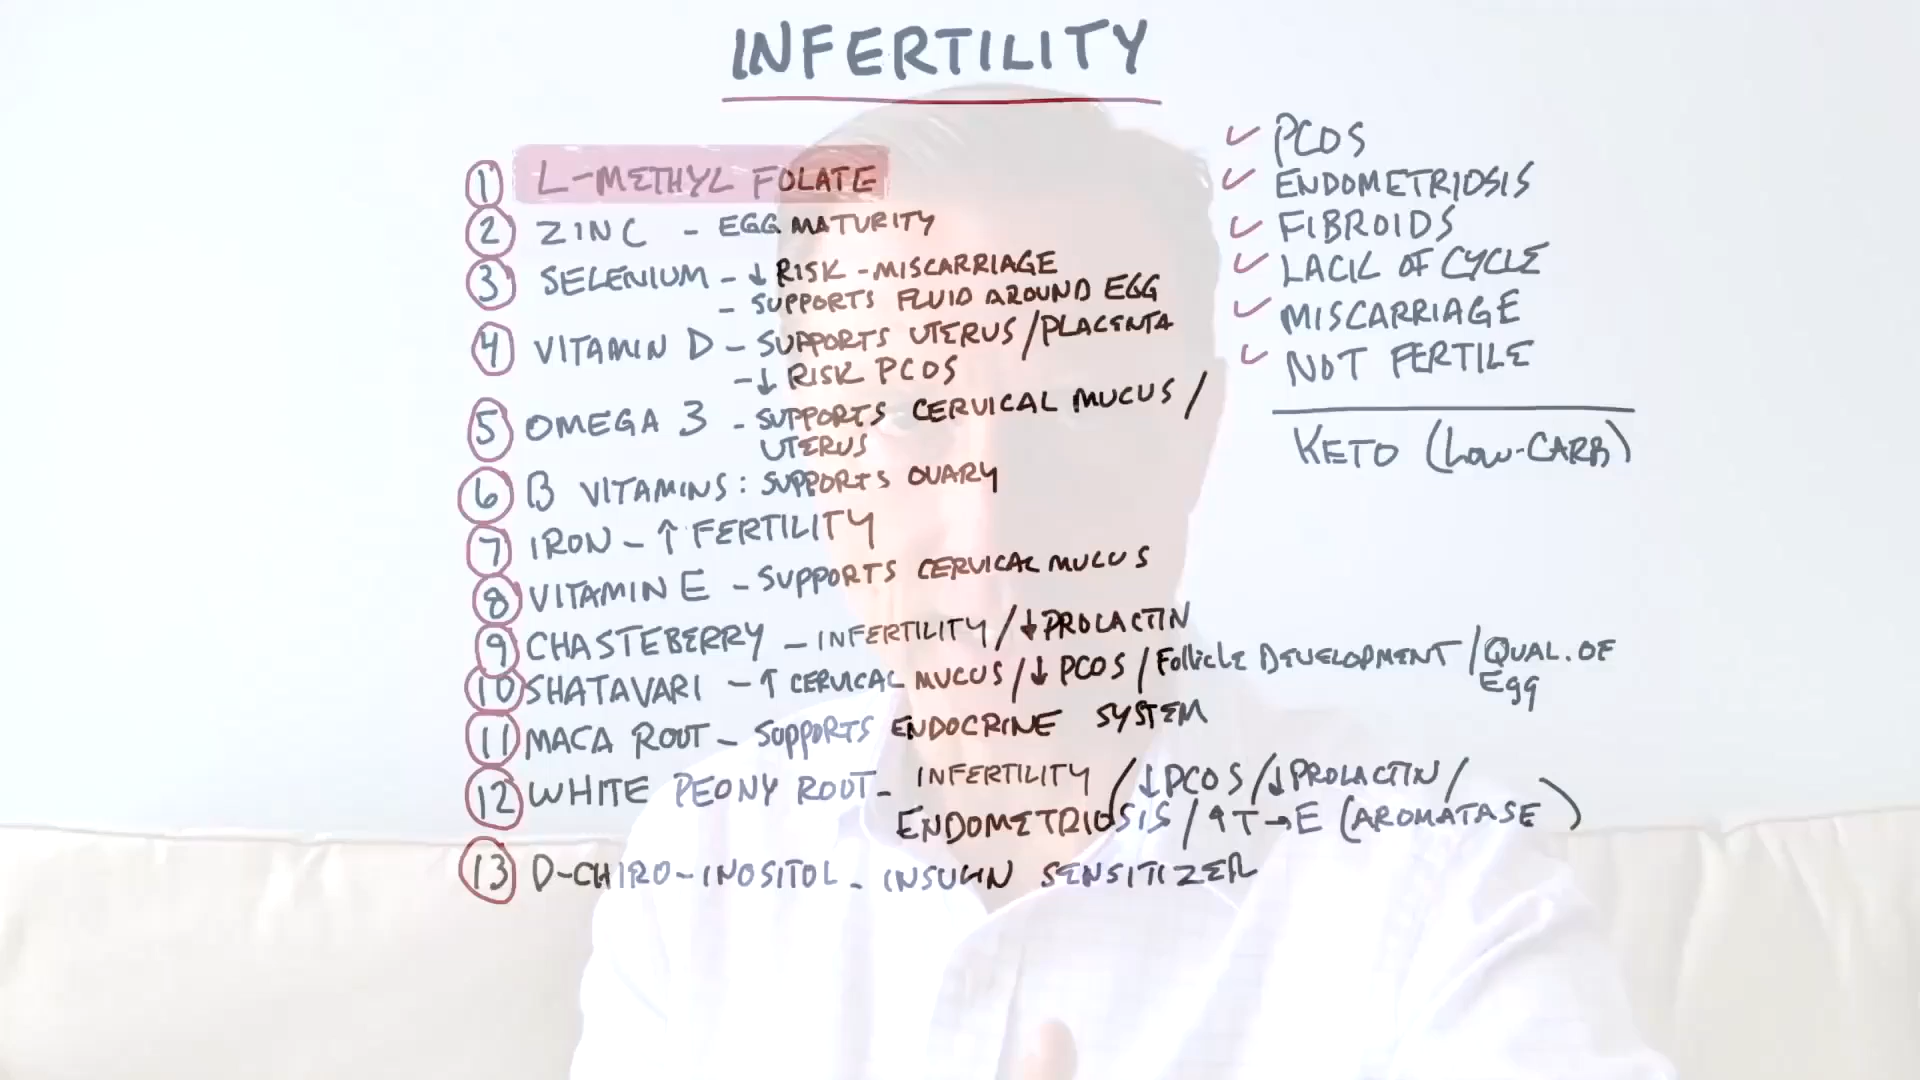 INFERTILITY
1 L-METHYL FOLATE
2 ZINC - EGG MATURITY
3 SELENIUM - ↓ RISK - MISCARRIAGE
- SUPPORTS FLUID AROUND EGG
4 VITAMIN D - SUPPORTS UTERUS / PLACENTA
- ↓ RISK PCOS
5 OMEGA 3 - SUPPORTS CERVICAL MUCUS /
UTERUS
6 B VITAMINS: SUPPORTS OVARY
7 IRON - ↑ FERTILITY
8 VITAMIN E - SUPPORTS CERVICAL MUCUS
9 CHASTEBERRY - INFERTILITY / ↓ PROLACTIN
10 SHATAVARI - ↑ CERVICAL MUCUS / ↓ PCOS / Follicle DEVELOPMENT / QUAL. OF
Egg
11 MACA ROOT - SUPPORTS ENDOCRINE SYSTEM
12 WHITE PEONY ROOT - INFERTILITY / ↓ PCOS / ↓ PROLACTIN /
ENDOMETRIOSIS / ↑ T → E (AROMATASE)
13 D-CHIRO-INOSITOL - INSULIN SENSITIZER
✓ PCOS
✓ ENDOMETRIOSIS
✓ FIBROIDS
✓ LACK OF CYCLE
✓ MISCARRIAGE
✓ NOT FERTILE
KETO (Low-CARB)